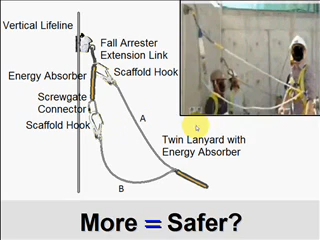 Vertical Lifeline
Fall Arrester
Extension Link
Scaffold Hook
Energy Absorber
Screwgate
Connector
Scaffold Hook
A
Twin Lanyard with
Energy Absorber
B
More = Safer?